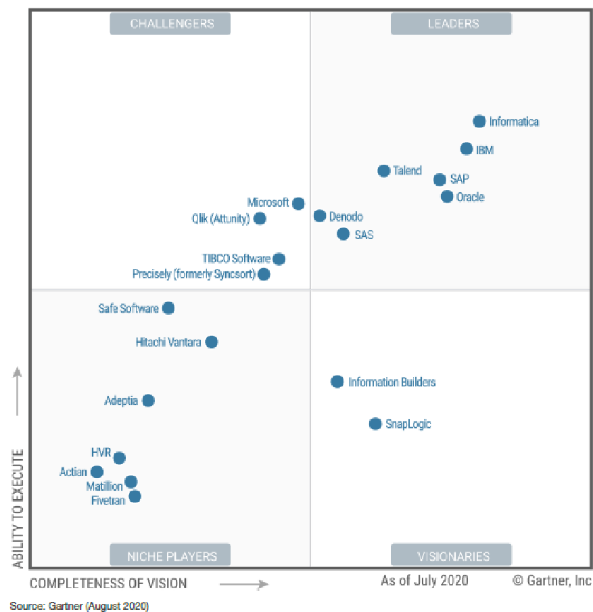 CHALLENGERS
LEADERS
Informatica
IBM
Talend
SAP
Oracle
Microsoft
Qlik (Attunity)
Denodo
SAS
TIBCO Software
Precisely (formerly Syncsort)
Safe Software
Hitachi Vantara
Information Builders
Adeptia
SnapLogic
HVR
Actian
Matillion
Fivetran
ABILITY TO EXECUTE
NICHE PLAYERS
VISIONARIES
COMPLETENESS OF VISION
As of July 2020
© Gartner, Inc
Source: Gartner (August 2020)